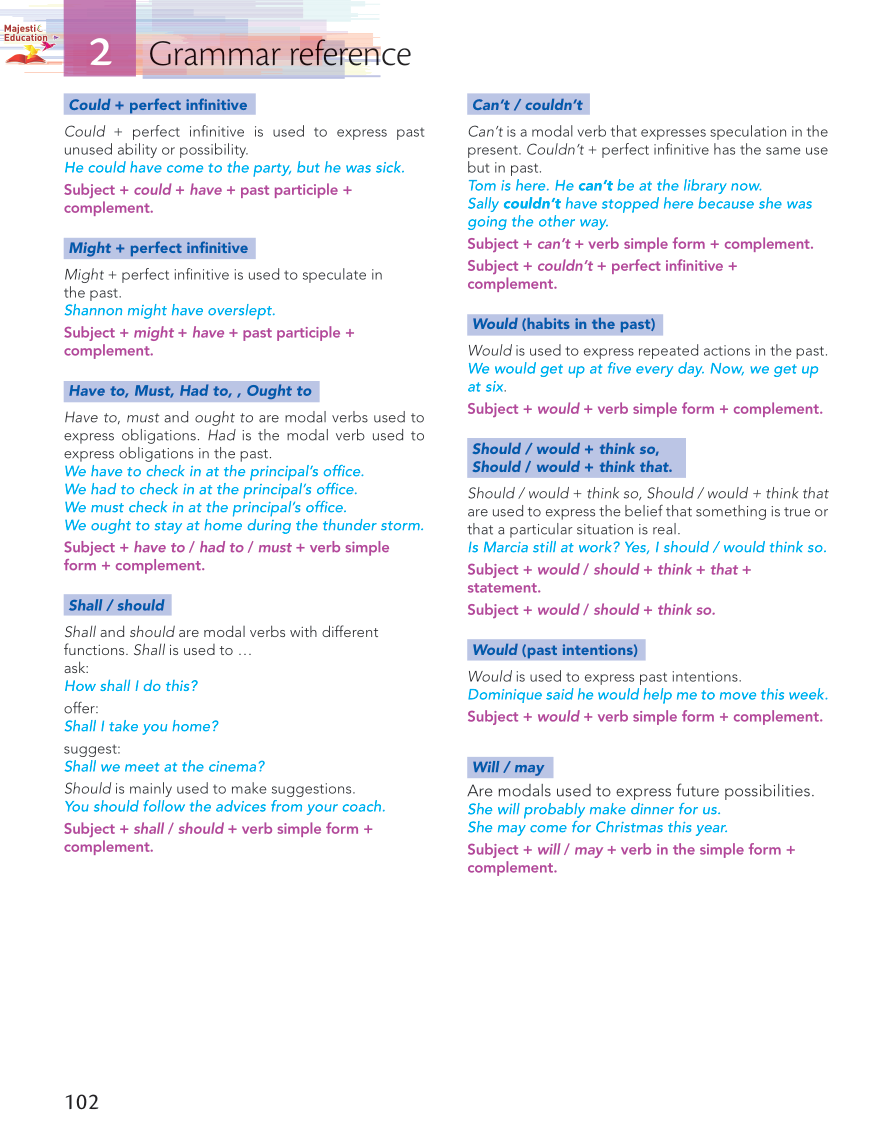 Majesti
Education
2
Grammar reference
Could + perfect infinitive
Could + perfect infinitive is used to express past
unused ability or possibility.
He could have come to the party, but he was sick.
Subject + could + have + past participle +
complement.
Might + perfect infinitive
Might + perfect infinitive is used to speculate in
the past.
Shannon might have overslept.
Subject + might + have + past participle +
complement.
Have to, Must, Had to, , Ought to
Have to, must and ought to are modal verbs used to
express obligations. Had is the modal verb used to
express obligations in the past.
We have to check in at the principal's office.
We had to check in at the principal's office.
We must check in at the principal's office.
We ought to stay at home during the thunder storm.
Subject + have to / had to / must + verb simple
form + complement.
Shall / should
Shall and should are modal verbs with different
functions. Shall is used to …
ask:
How shall I do this?
offer:
Shall I take you home?
suggest:
Shall we meet at the cinema?
Should is mainly used to make suggestions.
You should follow the advices from your coach.
Subject + shall / should + verb simple form +
complement.
Can't / couldn't
Can't is a modal verb that expresses speculation in the
present. Couldn't + perfect infinitive has the same use
but in past.
Tom is here. He can't be at the library now.
Sally couldn't have stopped here because she was
going the other way.
Subject + can't + verb simple form + complement.
Subject + couldn't + perfect infinitive +
complement.
Would (habits in the past)
Would is used to express repeated actions in the past.
We would get up at five every day. Now, we get up
at six.
Subject + would + verb simple form + complement.
Should / would + think so,
Should / would + think that.
Should / would + think so, Should / would + think that
are used to express the belief that something is true or
that a particular situation is real.
Is Marcia still at work? Yes, I should / would think so.
Subject + would / should + think + that +
statement.
Subject + would / should + think so.
Would (past intentions)
Would is used to express past intentions.
Dominique said he would help me to move this week.
Subject + would + verb simple form + complement.
Will / may
Are modals used to express future possibilities.
She will probably make dinner for us.
She may come for Christmas this year.
Subject + will / may + verb in the simple form +
complement.
102